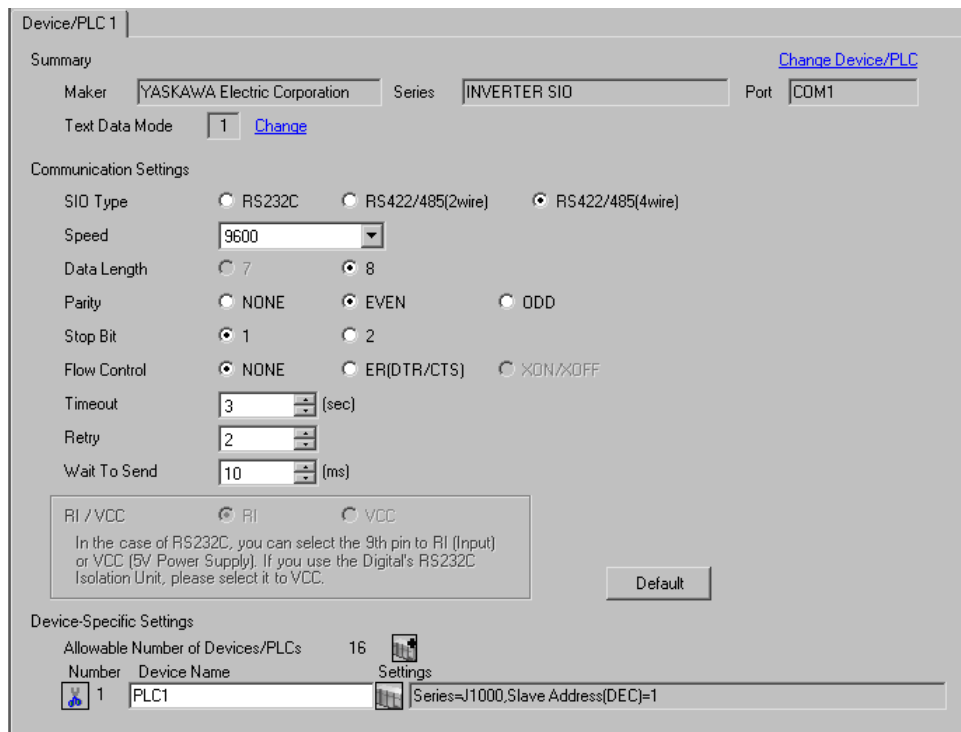 Device/PLC 1
Summary
Change Device/PLC
Maker YASKAWA Electric Corporation Series INVERTER SIO Port COM1
Text Data Mode 1 Change
Communication Settings
SIO Type RS232C RS422/485(2wire) RS422/485(4wire)
Speed 9600
Data Length 7 8
Parity NONE EVEN ODD
Stop Bit 1 2
Flow Control NONE ER(DTR/CTS) XON/XOFF
Timeout 3 (sec)
Retry 2
Wait To Send 10 (ms)
RI / VCC RI VCC
In the case of RS232C, you can select the 9th pin to RI (Input)
or VCC (5V Power Supply). If you use the Digital's RS232C
Isolation Unit, please select it to VCC.
Default
Device-Specific Settings
Allowable Number of Devices/PLCs 16
Number Device Name Settings
1 PLC1 Series=J1000,Slave Address(DEC)=1